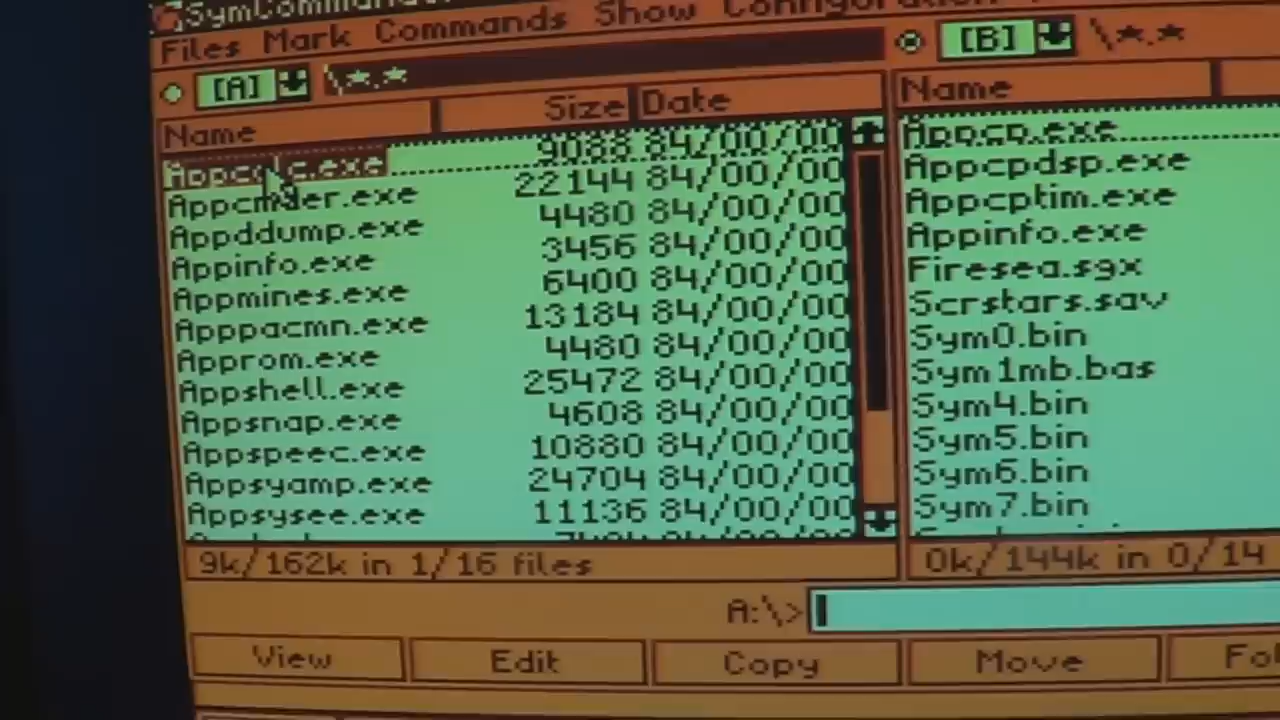 SymCommander
Files Mark Commands Show Configuration
[A] \*.*
[B] \*.*
Name Size Date
Name
9088 84/00/00
Appcmder.exe 22144 84/00/00
Appddump.exe 4480 84/00/00
Appinfo.exe 3456 84/00/00
Appmines.exe 6400 84/00/00
Apppacmn.exe 13184 84/00/00
Approm.exe 4480 84/00/00
Appshell.exe 25472 84/00/00
Appsnap.exe 4608 84/00/00
Appspeec.exe 10880 84/00/00
Appsyamp.exe 24704 84/00/00
Appsysee.exe 11136 84/00/00
9k/162k in 1/16 files
Appcp.exe
Appcpdsp.exe
Appcptim.exe
Appinfo.exe
Firesea.sgx
Scrstars.sav
Sym0.bin
Sym1mb.bas
Sym4.bin
Sym5.bin
Sym6.bin
Sym7.bin
0k/144k in 0/14
A:\>
View Edit Copy Move Fol